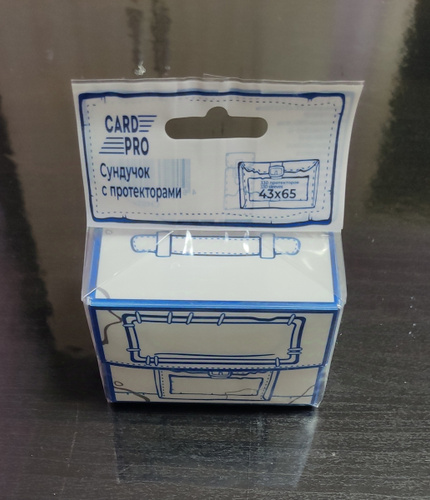 CARD
PRO
Сундучок
с протекторами
43x65